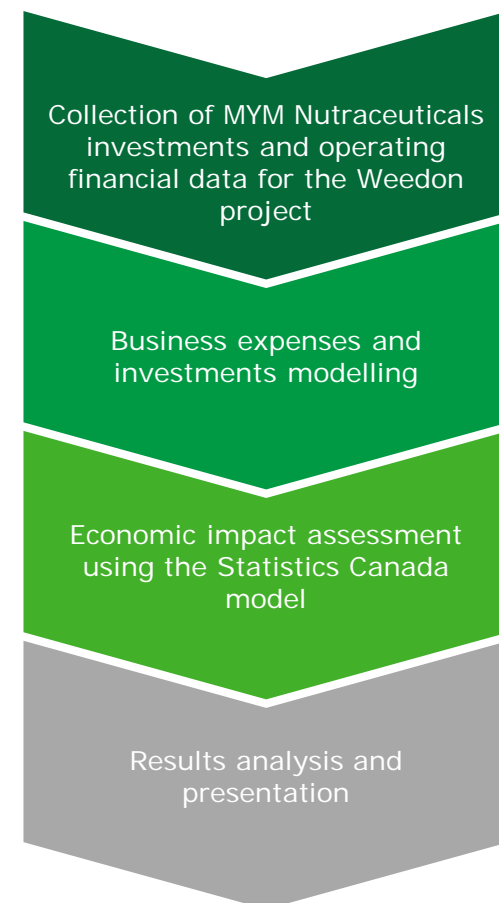 Collection of MYM Nutraceuticals
investments and operating
financial data for the Weedon
project
Business expenses and
investments modelling
Economic impact assessment
using the Statistics Canada
model
Results analysis and
presentation